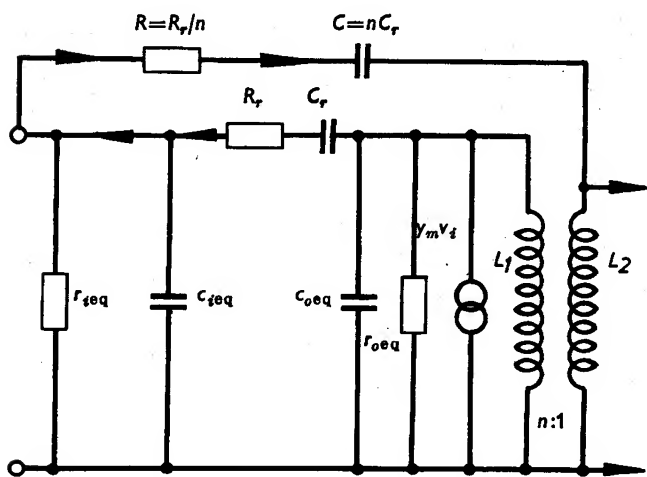 R=Rᵣ/n
C=nCᵣ
Rᵣ
Cᵣ
yₘvᵢ
L1
L2
rᵢeq
cᵢeq
cₒeq
rₒeq
n:1